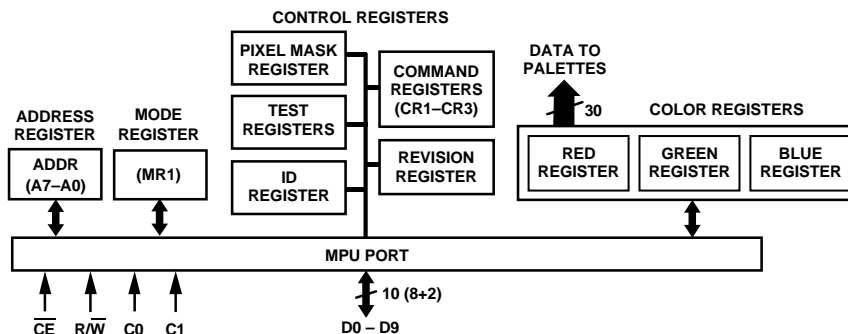 CONTROL REGISTERS
PIXEL MASK
REGISTER
COMMAND
REGISTERS
(CR1–CR3)
TEST
REGISTERS
ID
REGISTER
REVISION
REGISTER
ADDRESS
REGISTER
ADDR
(A7–A0)
MODE
REGISTER
(MR1)
DATA TO
PALETTES
30
COLOR REGISTERS
RED
REGISTER
GREEN
REGISTER
BLUE
REGISTER
MPU PORT
10 (8+2)
CE R/W C0 C1 D0 – D9